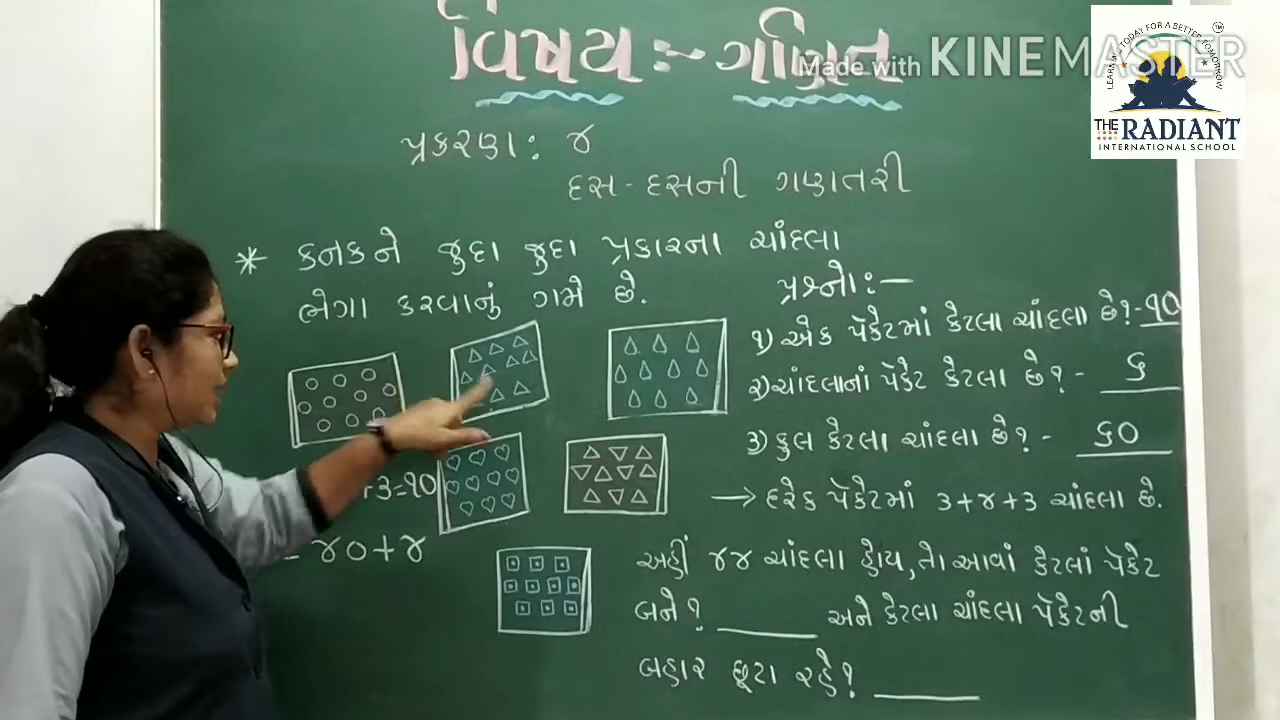 વિષય :- ગણિત
Made with KINEMASTER
LEARN TODAY FOR A BETTER TOMORROW
THE RADIANT
INTERNATIONAL SCHOOL
પ્રકરણ : ૪
દસ - દસની ગણતરી
* કનકને જુદા જુદા પ્રકારના ચાંદલા
ભેગા કરવાનું ગમે છે.
પ્રશ્નો :-
૧) એક પૅકેટમાં કેટલા ચાંદલા છે? - ૧૦
૨) ચાંદલાનાં પૅકેટ કેટલા છે? - ૬
૩) કુલ કેટલા ચાંદલા છે? - ૬૦
→ દરેક પૅકેટમાં ૩+૪+૩ ચાંદલા છે.
+૩=૧૦
= ૪૦+૪
અહીં ૪૪ ચાંદલા હોય, તો આવાં કેટલાં પૅકેટ
બને? ______ અને કેટલા ચાંદલા પૅકેટની
બહાર છૂટા રહે? ______